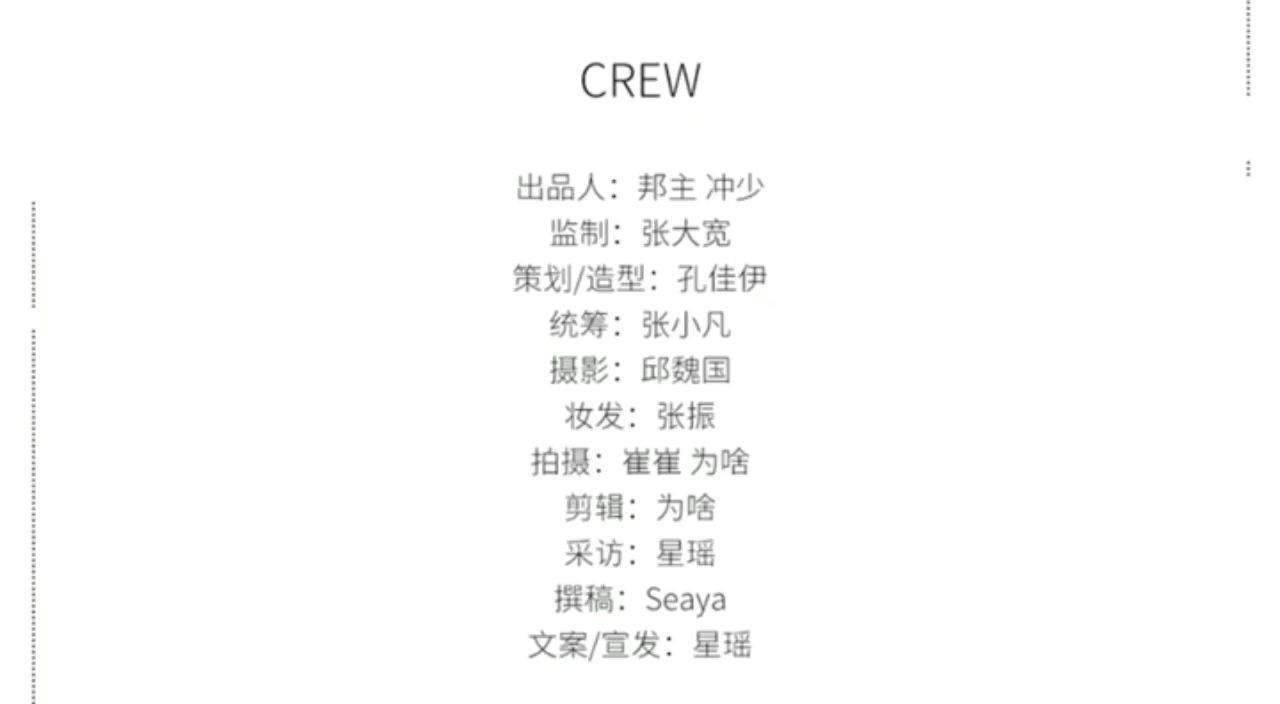 CREW
出品人：邦主 冲少
监制：张大宽
策划/造型：孔佳伊
统筹：张小凡
摄影：邱魏国
妆发：张振
拍摄：崔崔 为啥
剪辑：为啥
采访：星瑶
撰稿：Seaya
文案/宣发：星瑶